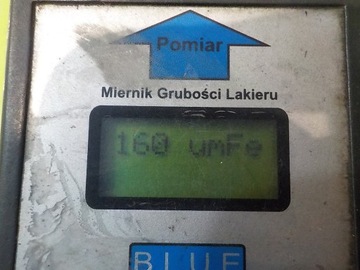 Pomiar
Miernik Grubości Lakieru
160 umFe
BLUE